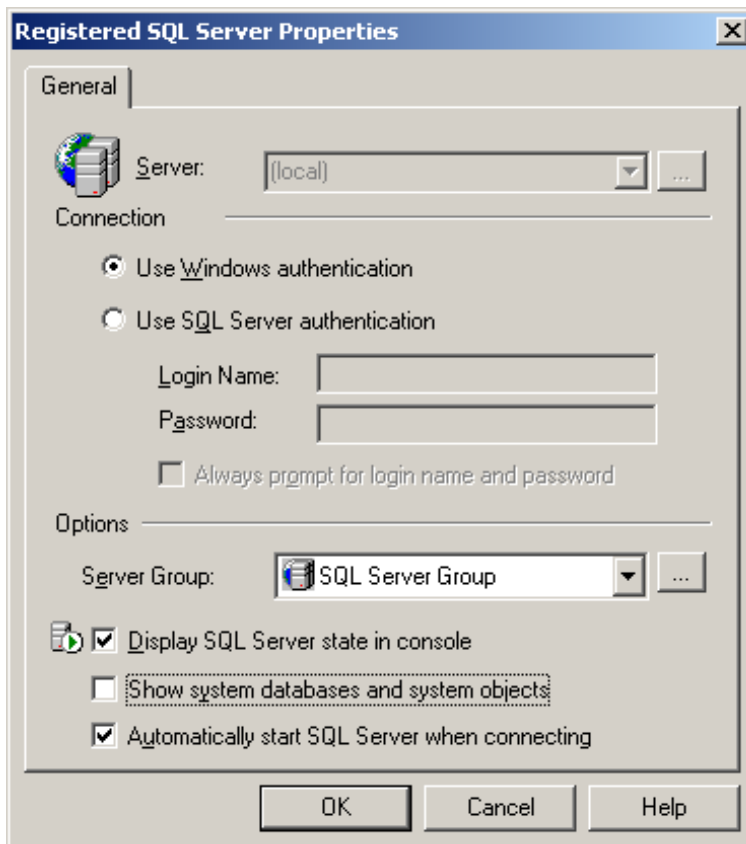 Registered SQL Server Properties
General
Server: (local) ...
Connection
Use Windows authentication
Use SQL Server authentication
Login Name:
Password:
Always prompt for login name and password
Options
Server Group: SQL Server Group ...
Display SQL Server state in console
Show system databases and system objects
Automatically start SQL Server when connecting
OK Cancel Help